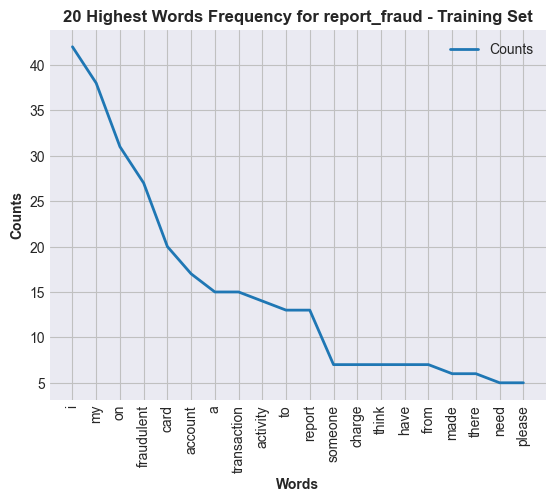 20 Highest Words Frequency for report_fraud - Training Set
Counts
Counts
40
35
30
25
20
15
10
5
i
my
on
fraudulent
card
account
a
transaction
activity
to
report
someone
charge
think
have
from
made
there
need
please
Words